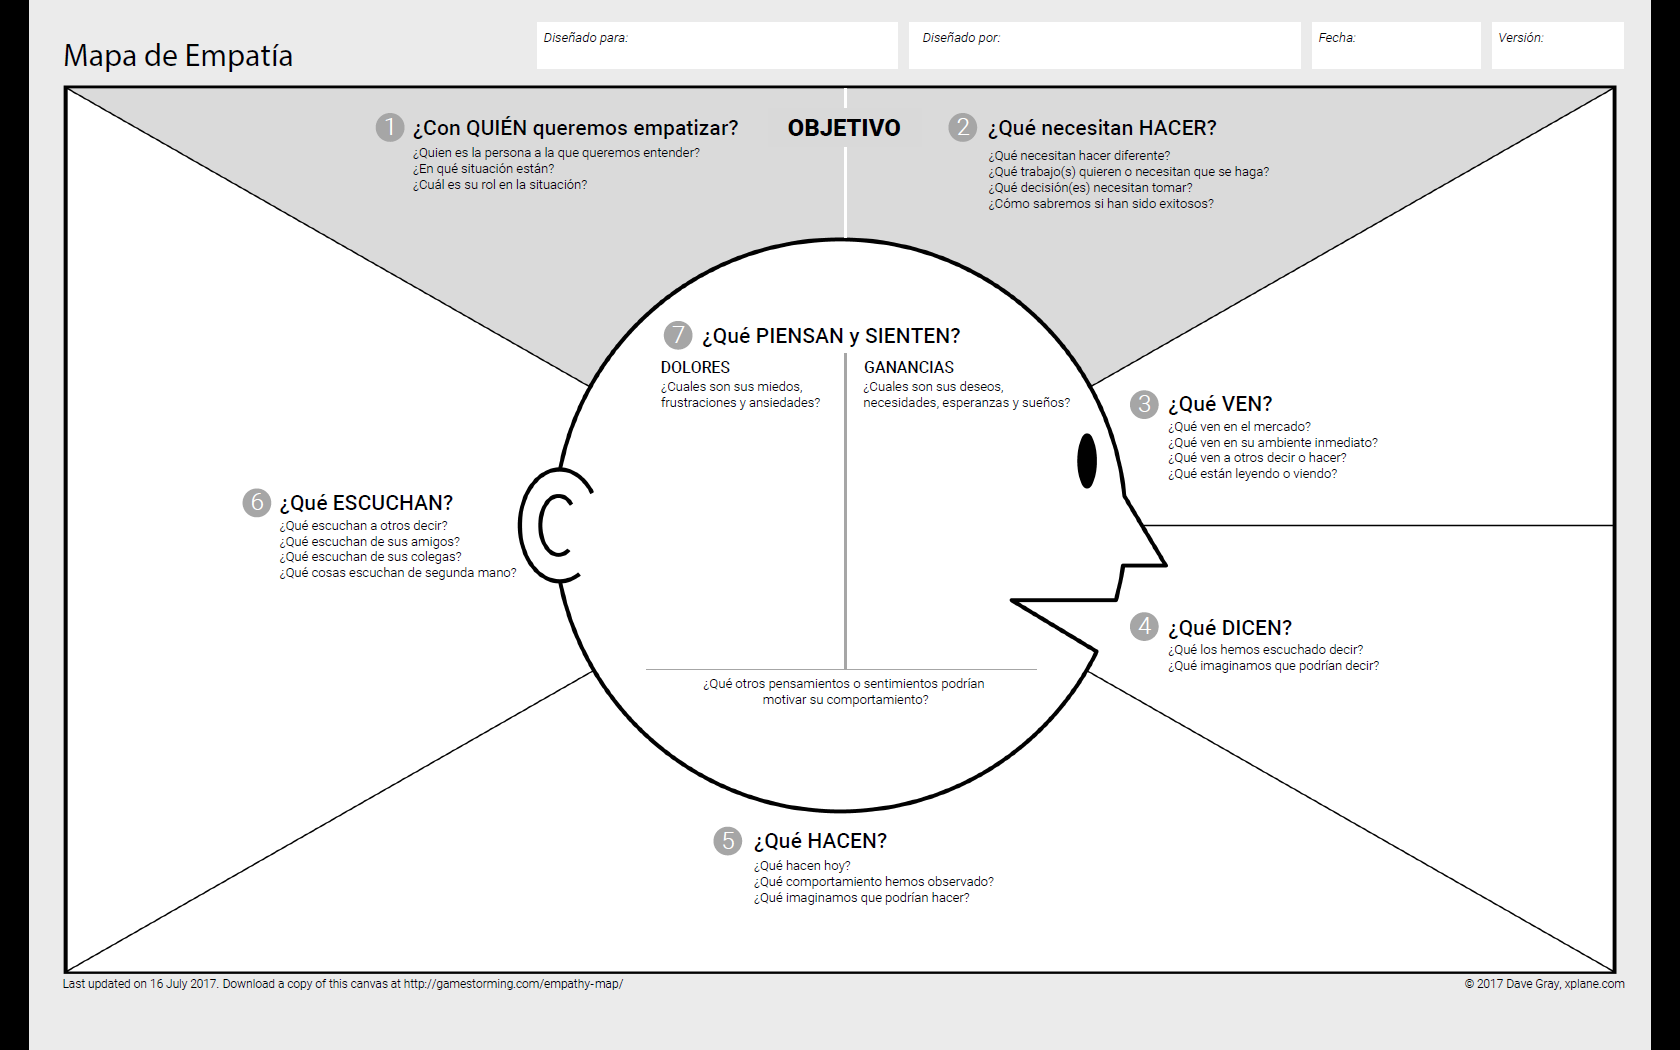 Mapa de Empatía
Diseñado para:
Diseñado por:
Fecha:
Versión:
OBJETIVO
1 ¿Con QUIÉN queremos empatizar?
¿Quien es la persona a la que queremos entender?
¿En qué situación están?
¿Cuál es su rol en la situación?
2 ¿Qué necesitan HACER?
¿Qué necesitan hacer diferente?
¿Qué trabajo(s) quieren o necesitan que se haga?
¿Qué decisión(es) necesitan tomar?
¿Cómo sabremos si han sido exitosos?
3 ¿Qué VEN?
¿Qué ven en el mercado?
¿Qué ven en su ambiente inmediato?
¿Qué ven a otros decir o hacer?
¿Qué están leyendo o viendo?
4 ¿Qué DICEN?
¿Qué los hemos escuchado decir?
¿Qué imaginamos que podrían decir?
5 ¿Qué HACEN?
¿Qué hacen hoy?
¿Qué comportamiento hemos observado?
¿Qué imaginamos que podrían hacer?
6 ¿Qué ESCUCHAN?
¿Qué escuchan a otros decir?
¿Qué escuchan de sus amigos?
¿Qué escuchan de sus colegas?
¿Qué cosas escuchan de segunda mano?
7 ¿Qué PIENSAN y SIENTEN?
DOLORES
¿Cuales son sus miedos,
frustraciones y ansiedades?
GANANCIAS
¿Cuales son sus deseos,
necesidades, esperanzas y sueños?
¿Qué otros pensamientos o sentimientos podrían
motivar su comportamiento?
Last updated on 16 July 2017. Download a copy of this canvas at http://gamestorming.com/empathy-map/
© 2017 Dave Gray, xplane.com